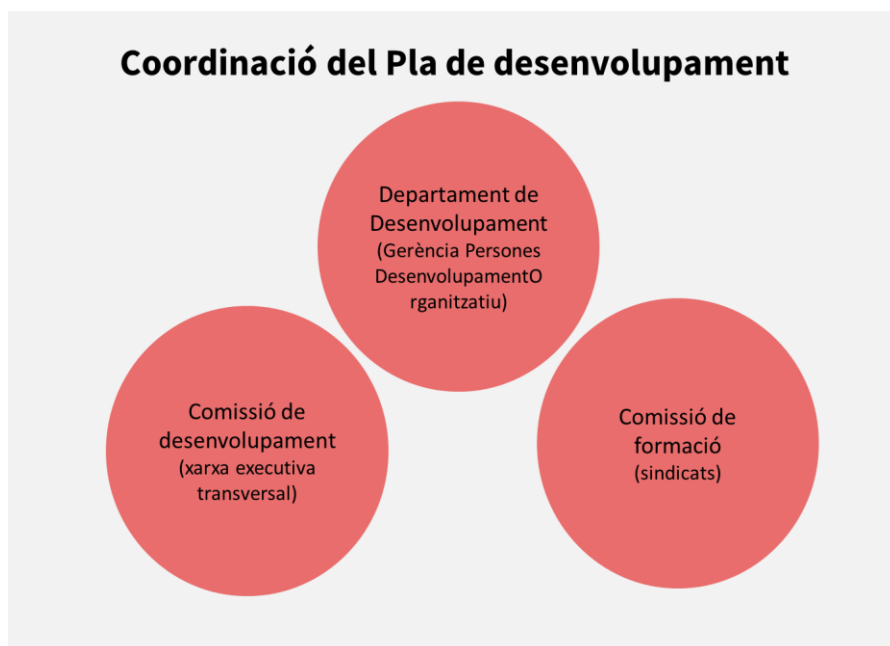 Coordinació del Pla de desenvolupament
Departament de
Desenvolupament
(Gerència Persones
DesenvolupamentO
rganitzatiu)
Comissió de
desenvolupament
(xarxa executiva
transversal)
Comissió de
formació
(sindicats)